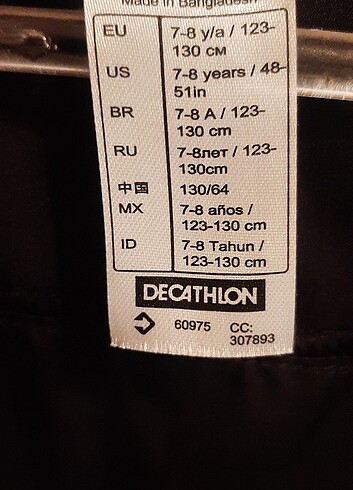 Made in Bangladesh
EU 7-8 y/a / 123-
130 см
US 7-8 years / 48-
51in
BR 7-8 A / 123-
130 cm
RU 7-8лет / 123-
130cm
中国 130/64
MX 7-8 años /
123-130 cm
ID 7-8 Tahun /
123-130 cm
DECATHLON
60975 CC:
307893